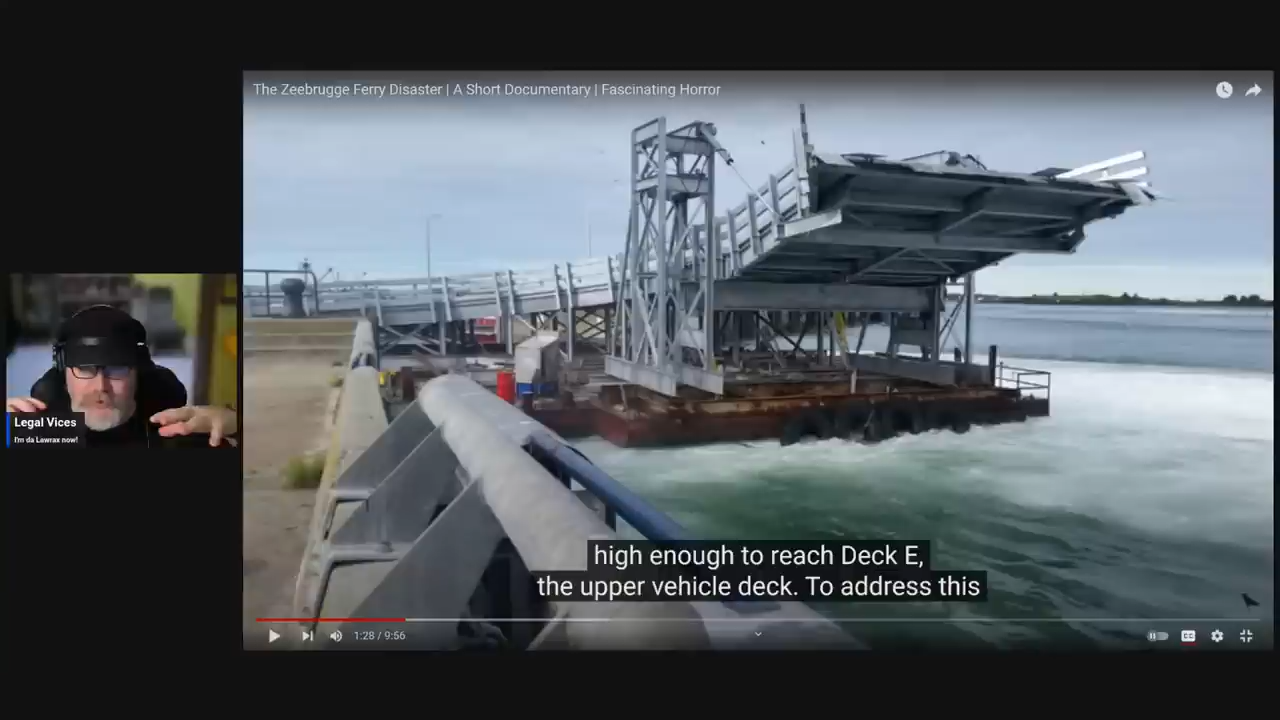 The Zeebrugge Ferry Disaster | A Short Documentary | Fascinating Horror
Legal Vices
I'm da Lawrax now!
high enough to reach Deck E,
the upper vehicle deck. To address this
1:28 / 9:56
CC